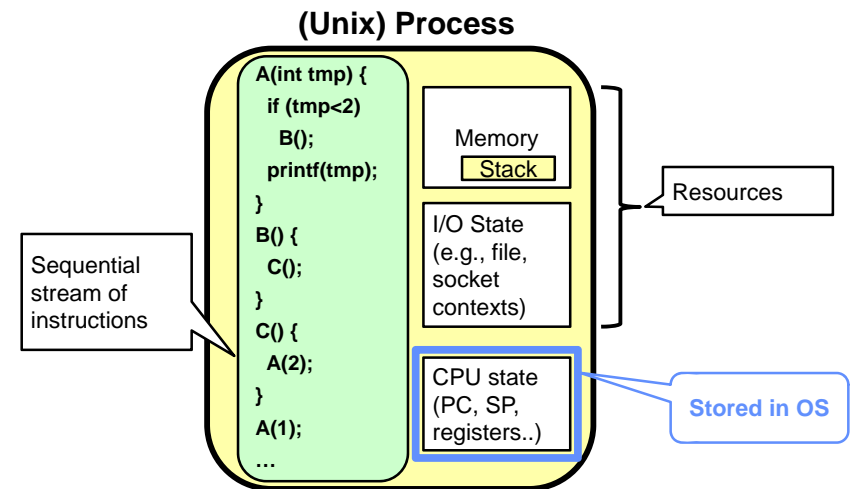 (Unix) Process
A(int tmp) {
if (tmp<2)
B();
printf(tmp);
}
B() {
C();
}
C() {
A(2);
}
A(1);
…
Sequential
stream of
instructions
Memory
Stack
I/O State
(e.g., file,
socket
contexts)
CPU state
(PC, SP,
registers..)
Resources
Stored in OS